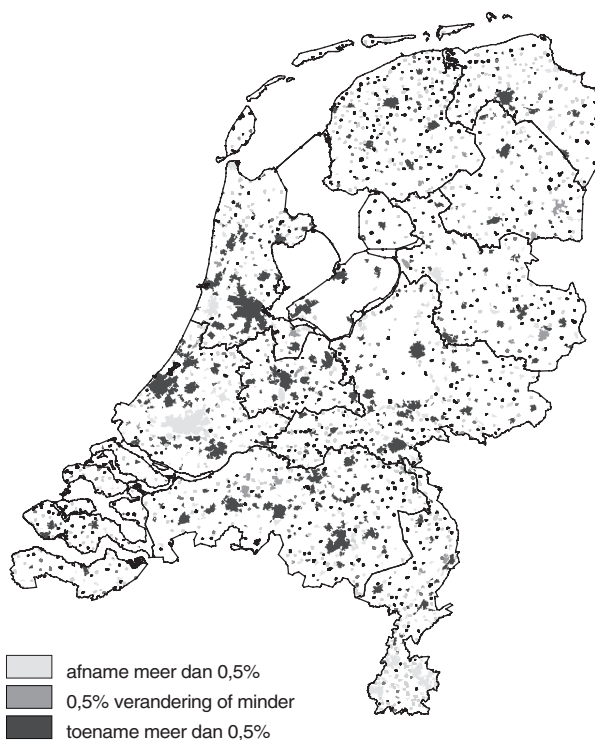 afname meer dan 0,5%
0,5% verandering of minder
toename meer dan 0,5%